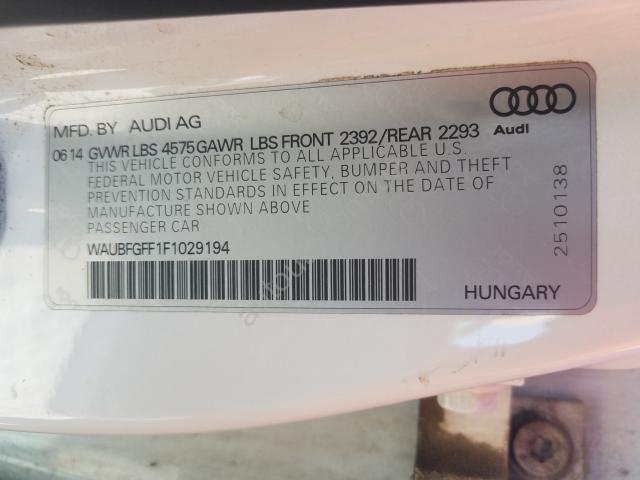 MFD. BY AUDI AG
Audi
06 14 GVWR LBS 4575 GAWR LBS FRONT 2392/REAR 2293
THIS VEHICLE CONFORMS TO ALL APPLICABLE U.S.
FEDERAL MOTOR VEHICLE SAFETY, BUMPER AND THEFT
PREVENTION STANDARDS IN EFFECT ON THE DATE OF
MANUFACTURE SHOWN ABOVE
PASSENGER CAR
WAUBFGFF1F1029194
HUNGARY
2510138